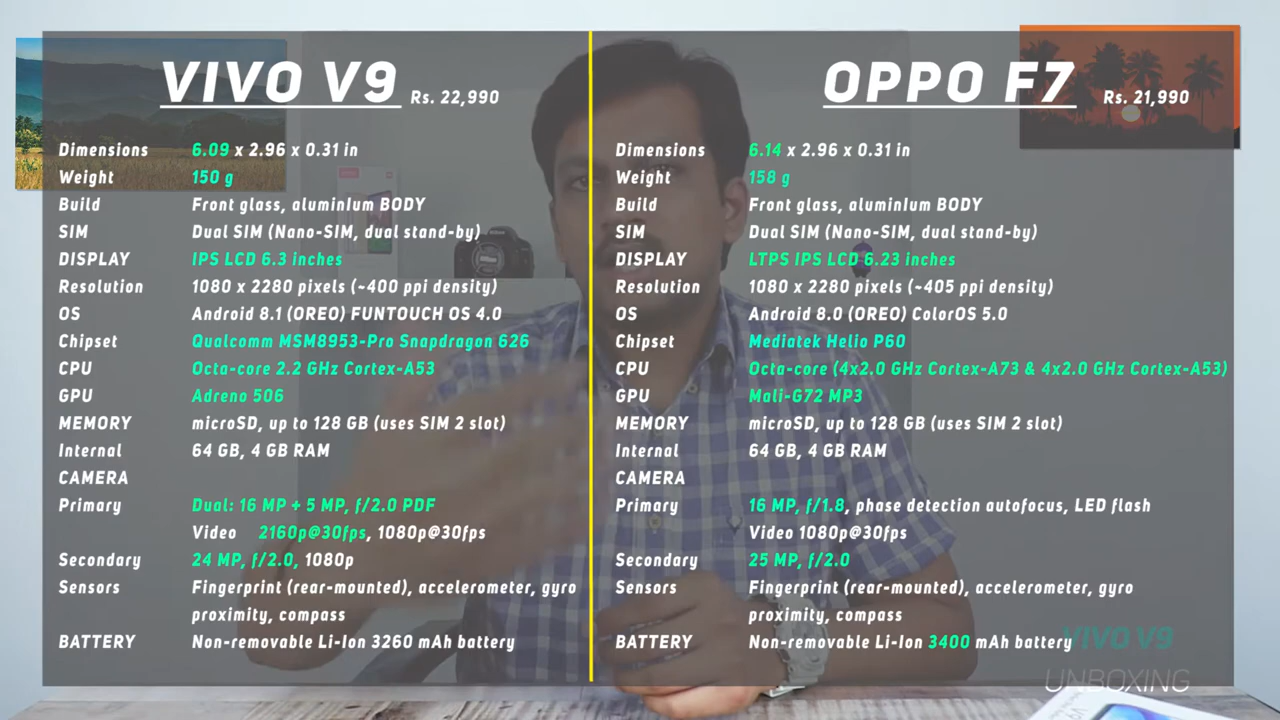 VIVO V9 Rs. 22,990
Dimensions 6.09 x 2.96 x 0.31 in
Weight 150 g
Build Front glass, aluminIum BODY
SIM Dual SIM (Nano-SIM, dual stand-by)
DISPLAY IPS LCD 6.3 inches
Resolution 1080 x 2280 pixels (~400 ppi density)
OS Android 8.1 (OREO) FUNTOUCH OS 4.0
Chipset Qualcomm MSM8953-Pro Snapdragon 626
CPU Octa-core 2.2 GHz Cortex-A53
GPU Adreno 506
MEMORY microSD, up to 128 GB (uses SIM 2 slot)
Internal 64 GB, 4 GB RAM
CAMERA
Primary Dual: 16 MP + 5 MP, f/2.0 PDF
Video 2160p@30fps, 1080p@30fps
Secondary 24 MP, f/2.0, 1080p
Sensors Fingerprint (rear-mounted), accelerometer, gyro
proximity, compass
BATTERY Non-removable Li-Ion 3260 mAh battery
OPPO F7 Rs. 21,990
Dimensions 6.14 x 2.96 x 0.31 in
Weight 158 g
Build Front glass, aluminIum BODY
SIM Dual SIM (Nano-SIM, dual stand-by)
DISPLAY LTPS IPS LCD 6.23 inches
Resolution 1080 x 2280 pixels (~405 ppi density)
OS Android 8.0 (OREO) ColorOS 5.0
Chipset Mediatek Helio P60
CPU Octa-core (4x2.0 GHz Cortex-A73 & 4x2.0 GHz Cortex-A53)
GPU Mali-G72 MP3
MEMORY microSD, up to 128 GB (uses SIM 2 slot)
Internal 64 GB, 4 GB RAM
CAMERA
Primary 16 MP, f/1.8, phase detection autofocus, LED flash
Video 1080p@30fps
Secondary 25 MP, f/2.0
Sensors Fingerprint (rear-mounted), accelerometer, gyro
proximity, compass
BATTERY Non-removable Li-Ion 3400 mAh battery
VIVO V9
UNBOXING